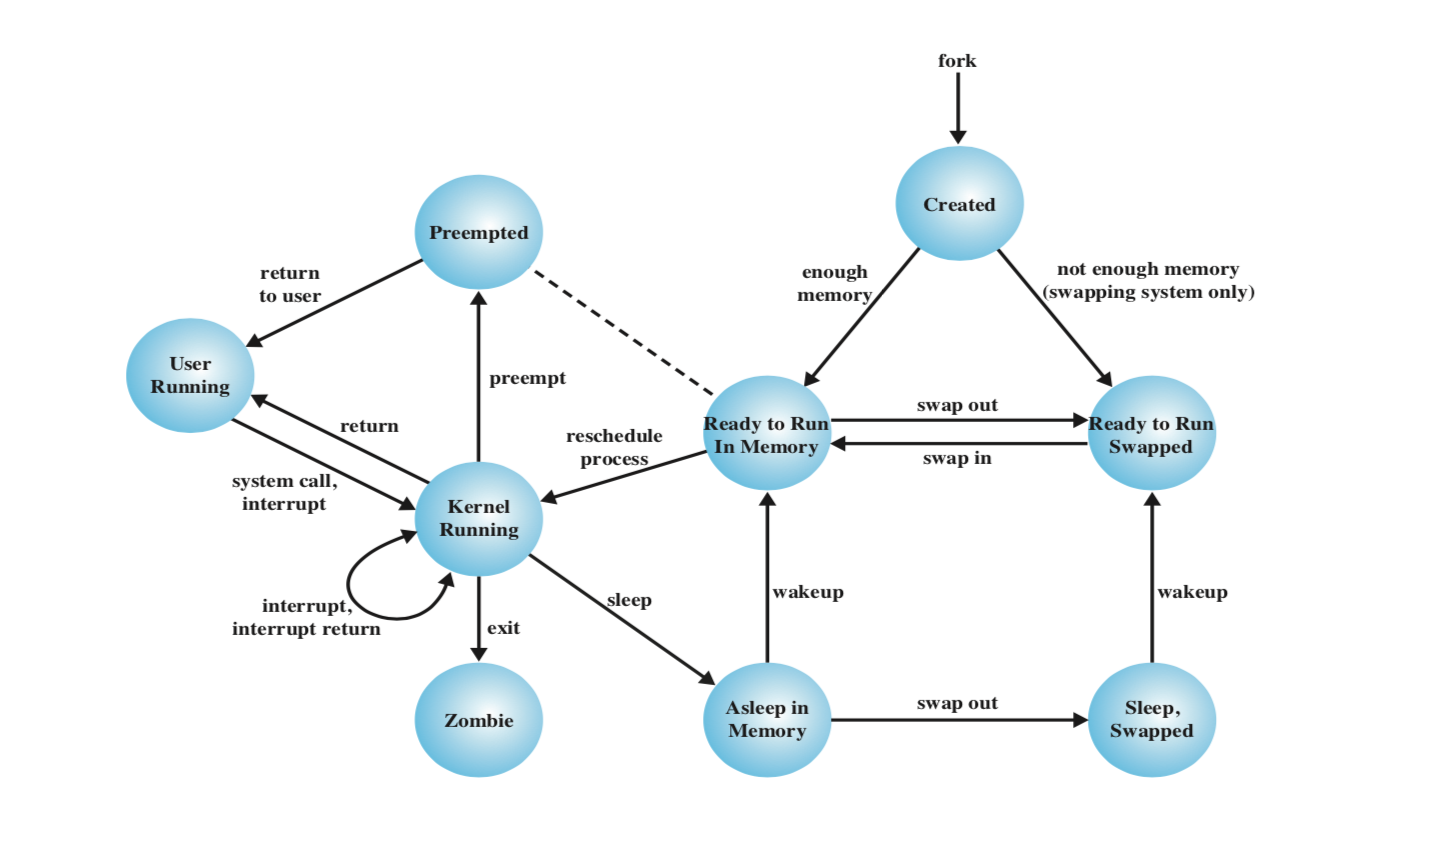 fork
Created
Preempted
return
to user
enough
memory
not enough memory
(swapping system only)
User
Running
preempt
return
reschedule
process
Ready to Run
In Memory
swap out
swap in
Ready to Run
Swapped
system call,
interrupt
Kernel
Running
interrupt,
interrupt return
sleep
wakeup
wakeup
exit
Zombie
Asleep in
Memory
swap out
Sleep,
Swapped